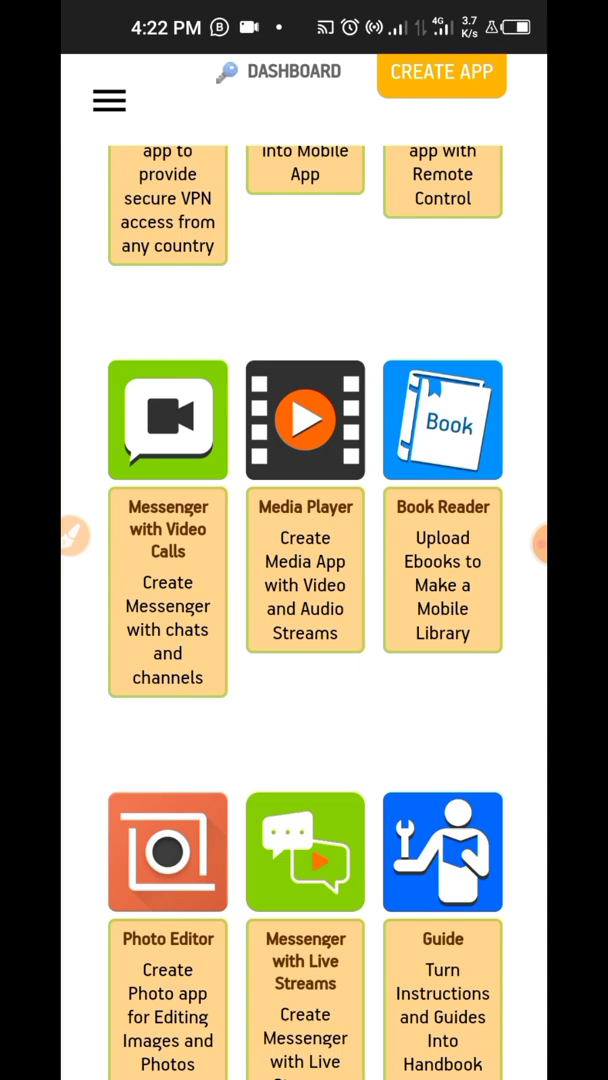 4:22 PM
4G
3.7
K/s
DASHBOARD
CREATE APP
app to
provide
secure VPN
access from
any country
into Mobile
App
app with
Remote
Control
Book
Messenger
with Video
Calls
Create
Messenger
with chats
and
channels
Media Player
Create
Media App
with Video
and Audio
Streams
Book Reader
Upload
Ebooks to
Make a
Mobile
Library
Photo Editor
Create
Photo app
for Editing
Images and
Photos
Messenger
with Live
Streams
Create
Messenger
with Live
Guide
Turn
Instructions
and Guides
Into
Handbook